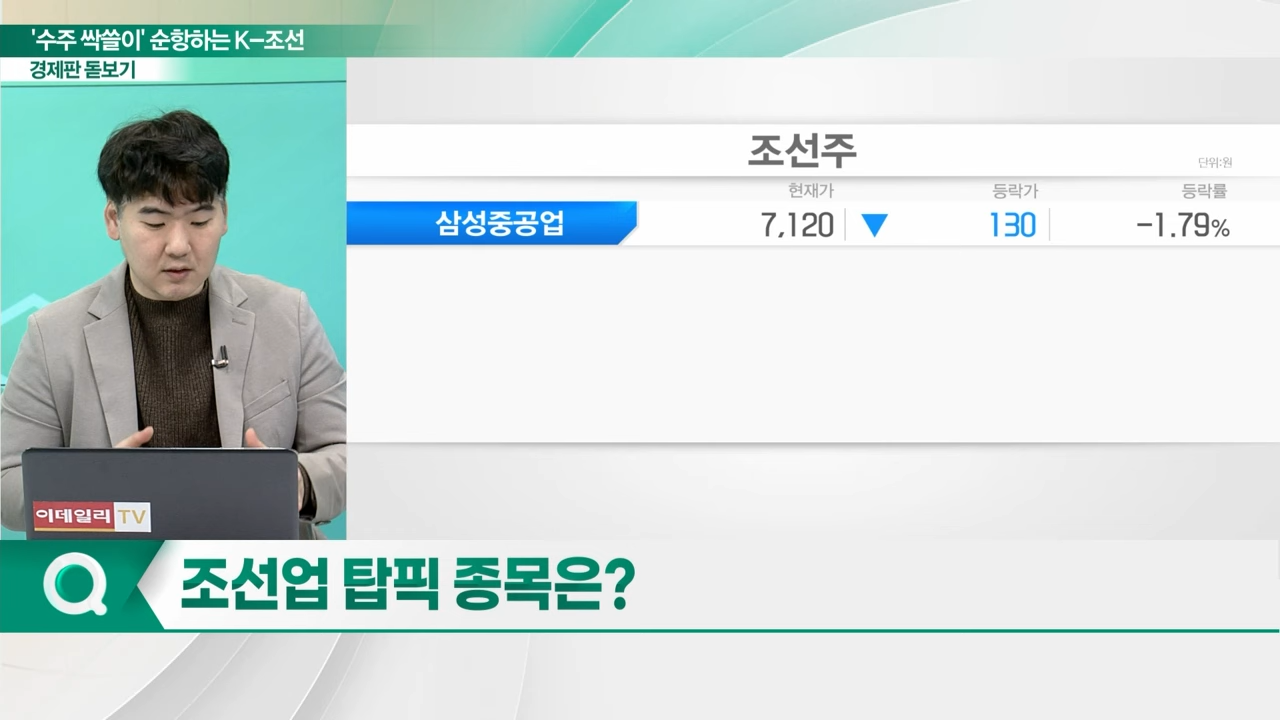 '수주 싹쓸이' 순항하는 K-조선
경제판 돋보기
조선주
단위:원
현재가 등락가 등락률
삼성중공업 7,120 ▼ 130 -1.79%
이데일리 TV
조선업 탑픽 종목은?